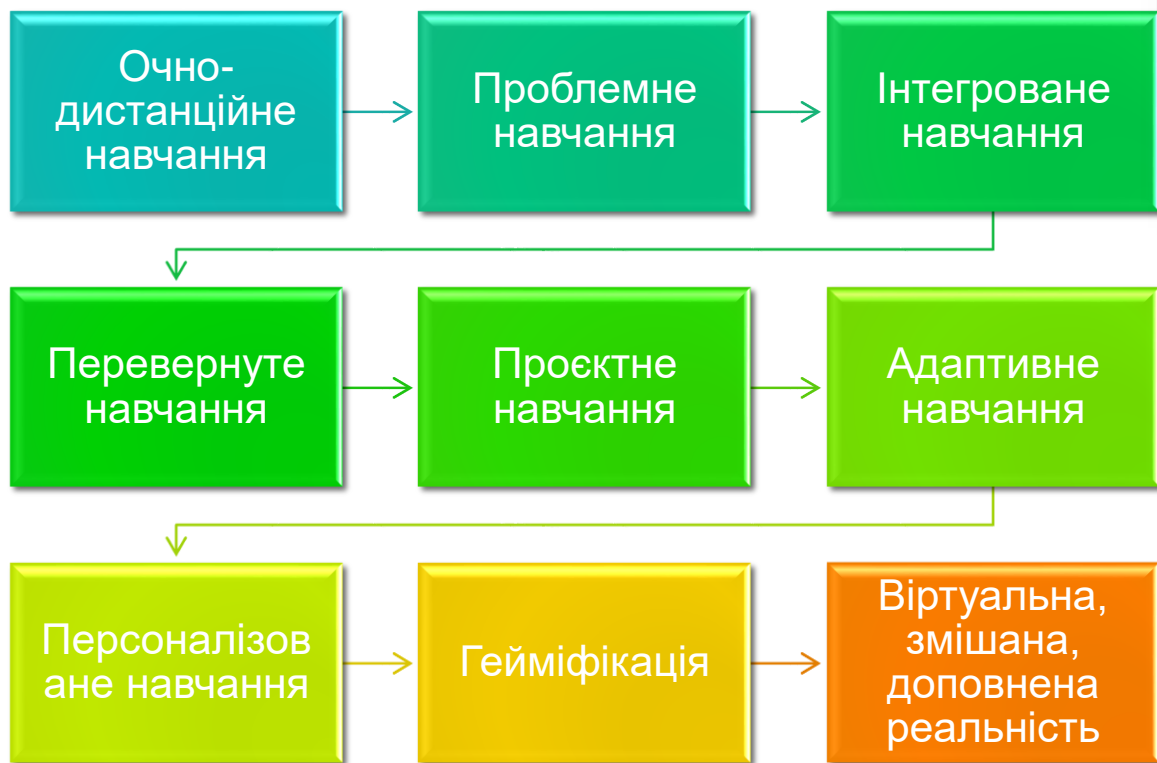 Очно-
дистанційне
навчання
Проблемне
навчання
Інтегроване
навчання
Перевернуте
навчання
Проєктне
навчання
Адаптивне
навчання
Персоналізов
ане навчання
Гейміфікація
Віртуальна,
змішана,
доповнена
реальність